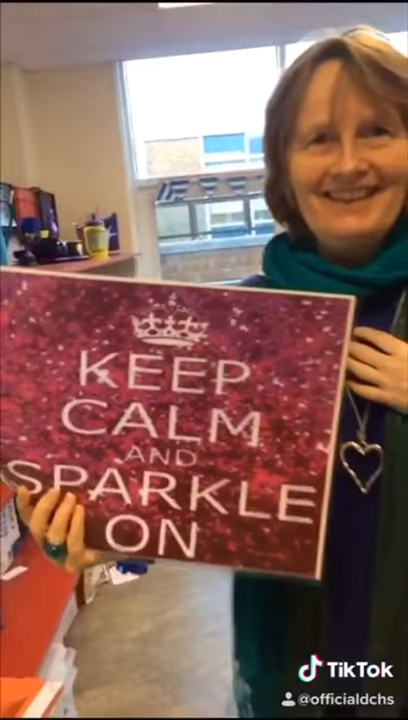 KEEP
CALM
AND
SPARKLE
ON
TikTok
@officialdchs